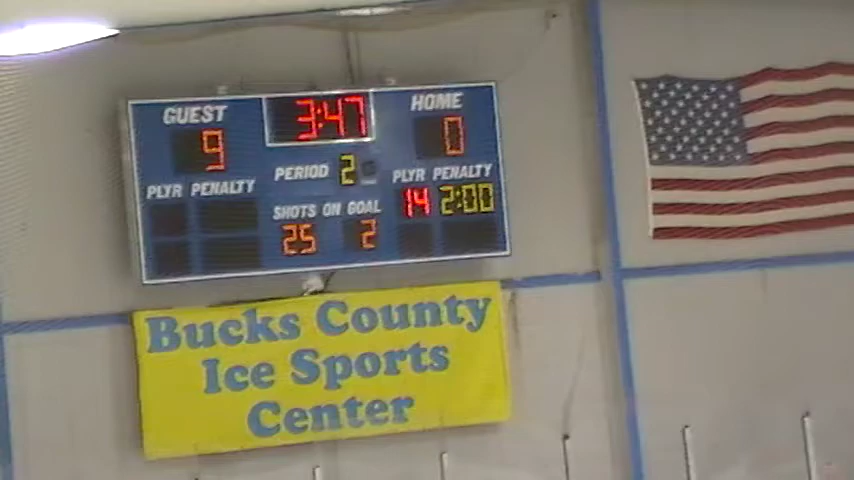 GUEST 3:47 HOME
9 0
PERIOD 2
PLYR PENALTY PLYR PENALTY
14 2:00
SHOTS ON GOAL
25 2
Bucks County
Ice Sports
Center